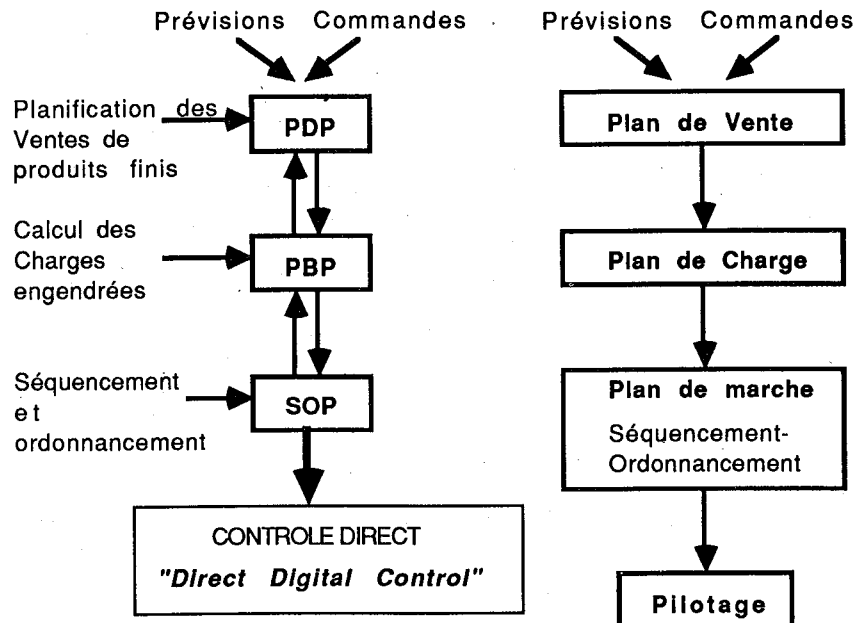 Prévisions Commandes
Planification des
Ventes de
produits finis
PDP
Calcul des
Charges
engendrées
PBP
Séquencement
et
ordonnancement
SOP
CONTROLE DIRECT
"Direct Digital Control"
Prévisions Commandes
Plan de Vente
Plan de Charge
Plan de marche
Séquencement-
Ordonnancement
Pilotage